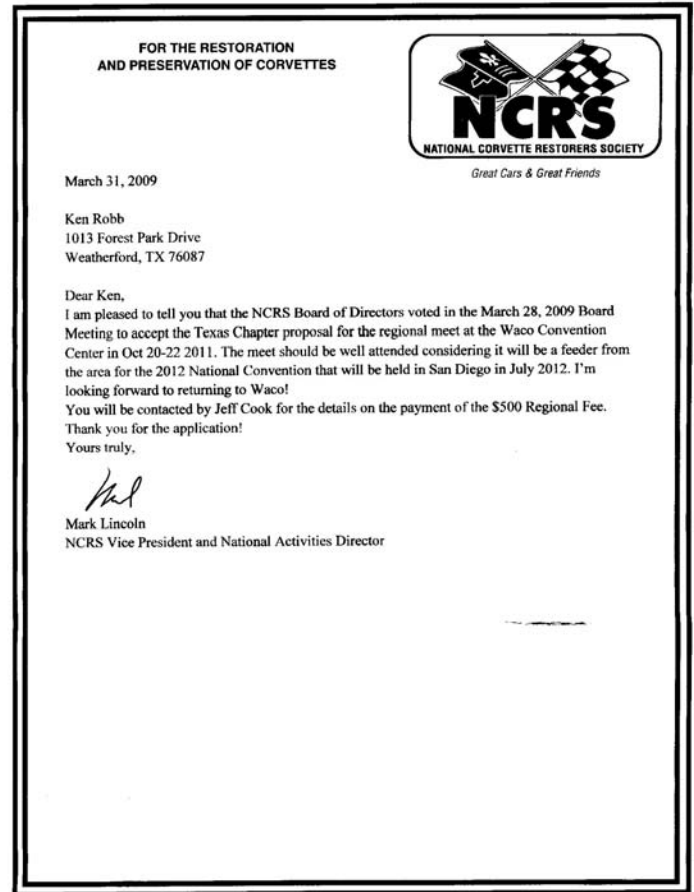 FOR THE RESTORATION
AND PRESERVATION OF CORVETTES
NCRS
NATIONAL CORVETTE RESTORERS SOCIETY
Great Cars & Great Friends
March 31, 2009
Ken Robb
1013 Forest Park Drive
Weatherford, TX 76087
Dear Ken,
I am pleased to tell you that the NCRS Board of Directors voted in the March 28, 2009 Board
Meeting to accept the Texas Chapter proposal for the regional meet at the Waco Convention
Center in Oct 20-22 2011. The meet should be well attended considering it will be a feeder from
the area for the 2012 National Convention that will be held in San Diego in July 2012. I'm
looking forward to returning to Waco!
You will be contacted by Jeff Cook for the details on the payment of the $500 Regional Fee.
Thank you for the application!
Yours truly,
Mark Lincoln
NCRS Vice President and National Activities Director